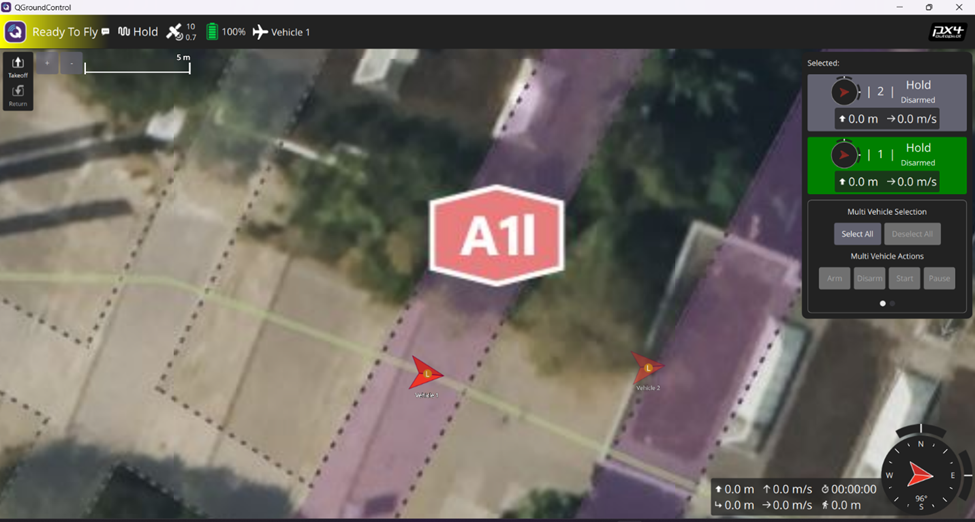 QGroundControl
Ready To Fly Hold 10 0.7 100% Vehicle 1
PX4 autopilot
Takeoff
Return
+ -
5 m
Selected:
| 2 | Hold
Disarmed
0.0 m 0.0 m/s
| 1 | Hold
Disarmed
0.0 m 0.0 m/s
Multi Vehicle Selection
Select All Deselect All
Multi Vehicle Actions
Arm Disarm Start Pause
A1I
L
Vehicle 1
L
Vehicle 2
0.0 m 0.0 m/s 00:00:00
0.0 m 0.0 m/s 0.0 m
N
W E
96°
S